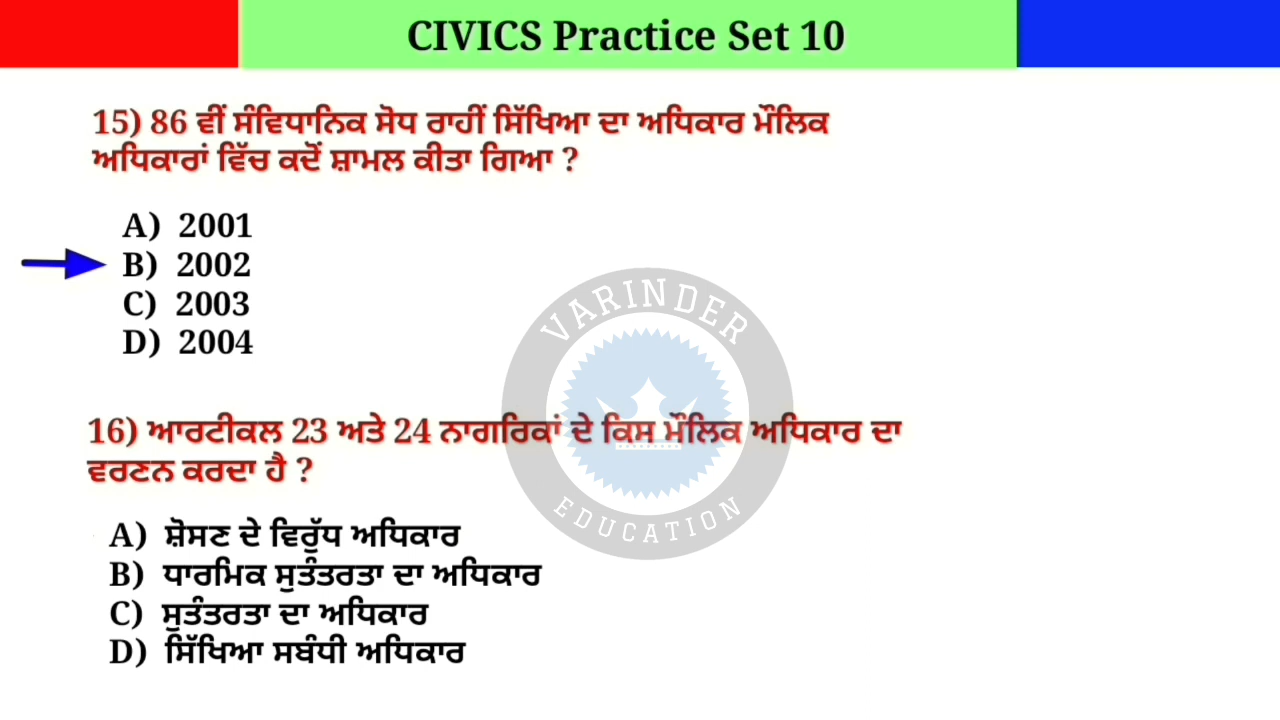 CIVICS Practice Set 10
15) 86 ਵੀਂ ਸੰਵਿਧਾਨਿਕ ਸੋਧ ਰਾਹੀਂ ਸਿੱਖਿਆ ਦਾ ਅਧਿਕਾਰ ਮੌਲਿਕ
ਅਧਿਕਾਰਾਂ ਵਿੱਚ ਕਦੋਂ ਸ਼ਾਮਲ ਕੀਤਾ ਗਿਆ ?
A) 2001
B) 2002
C) 2003
D) 2004
VARINDER
EDUCATION
16) ਆਰਟੀਕਲ 23 ਅਤੇ 24 ਨਾਗਰਿਕਾਂ ਦੇ ਕਿਸ ਮੌਲਿਕ ਅਧਿਕਾਰ ਦਾ
ਵਰਣਨ ਕਰਦਾ ਹੈ ?
A) ਸ਼ੋਸਣ ਦੇ ਵਿਰੁੱਧ ਅਧਿਕਾਰ
B) ਧਾਰਮਿਕ ਸੁਤੰਤਰਤਾ ਦਾ ਅਧਿਕਾਰ
C) ਸੁਤੰਤਰਤਾ ਦਾ ਅਧਿਕਾਰ
D) ਸਿੱਖਿਆ ਸਬੰਧੀ ਅਧਿਕਾਰ